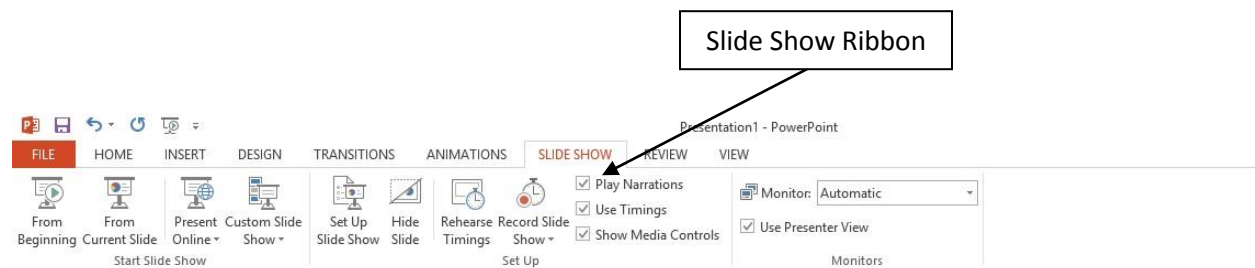 Slide Show Ribbon
Presentation1 - PowerPoint
FILE HOME INSERT DESIGN TRANSITIONS ANIMATIONS SLIDE SHOW REVIEW VIEW
From Beginning
From Current Slide
Present Online
Custom Slide Show
Start Slide Show
Set Up Slide Show
Hide Slide
Rehearse Timings
Record Slide Show
Play Narrations
Use Timings
Show Media Controls
Set Up
Monitor: Automatic
Use Presenter View
Monitors